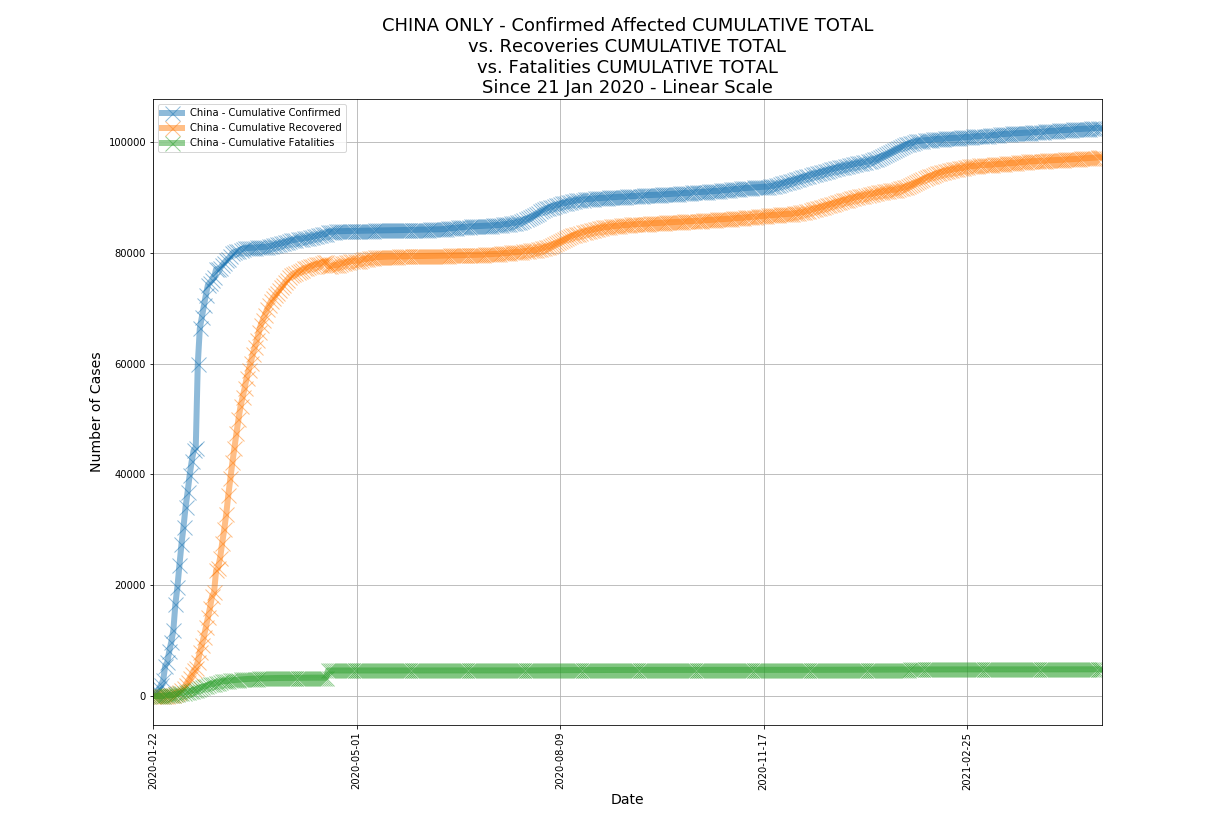 CHINA ONLY - Confirmed Affected CUMULATIVE TOTAL
vs. Recoveries CUMULATIVE TOTAL
vs. Fatalities CUMULATIVE TOTAL
Since 21 Jan 2020 - Linear Scale
China - Cumulative Confirmed
China - Cumulative Recovered
China - Cumulative Fatalities
Number of Cases
100000
80000
60000
40000
20000
0
2020-01-22
2020-05-01
2020-08-09
2020-11-17
2021-02-25
Date